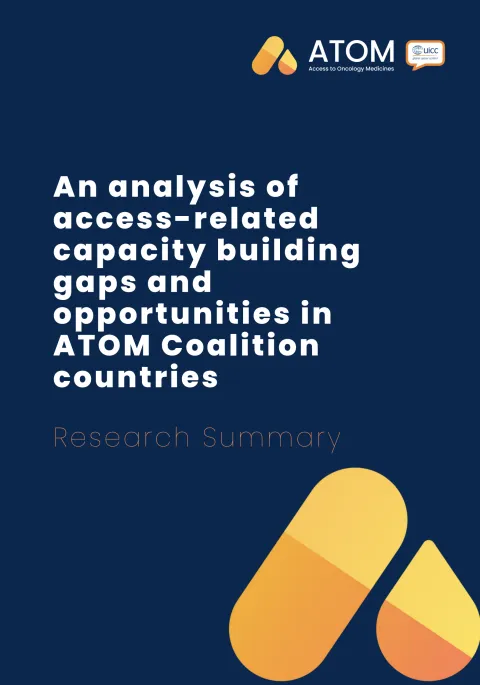 ATOM
Access to Oncology Medicines
uicc
An analysis of
access-related
capacity building
gaps and
opportunities in
ATOM Coalition
countries
Research Summary